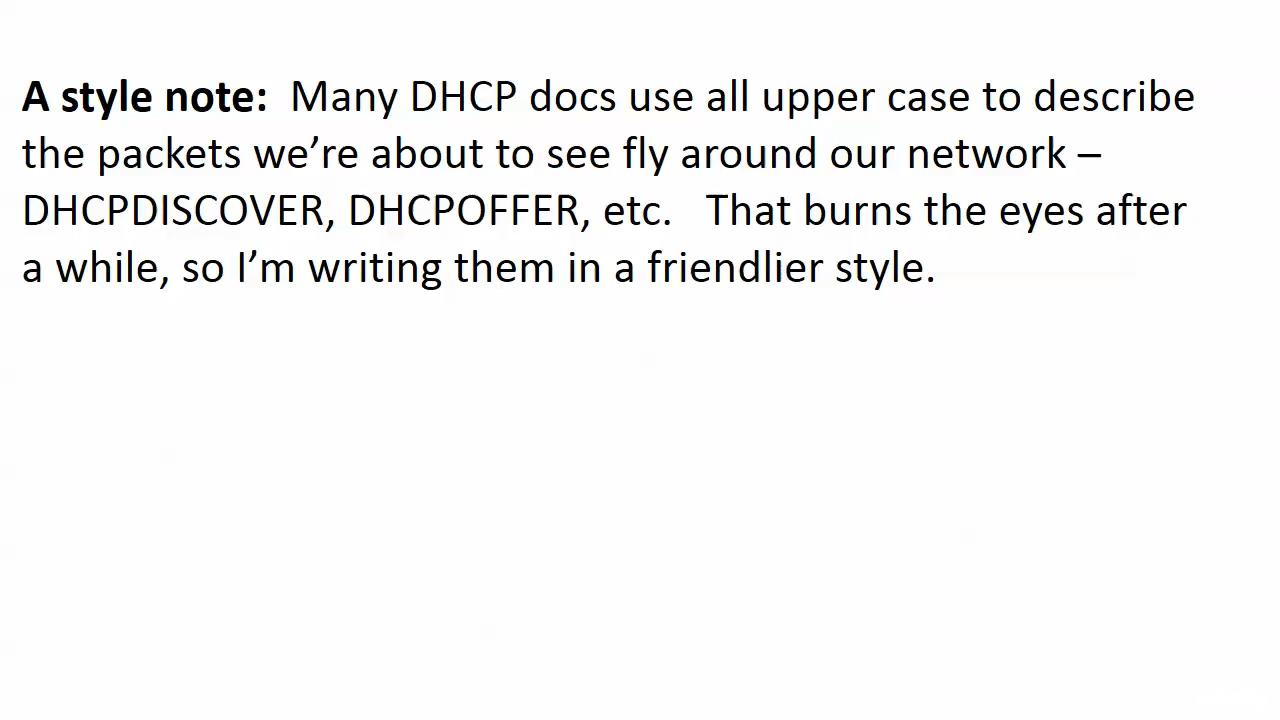 A style note:  Many DHCP docs use all upper case to describe
the packets we’re about to see fly around our network –
DHCPDISCOVER, DHCPOFFER, etc.   That burns the eyes after
a while, so I’m writing them in a friendlier style.